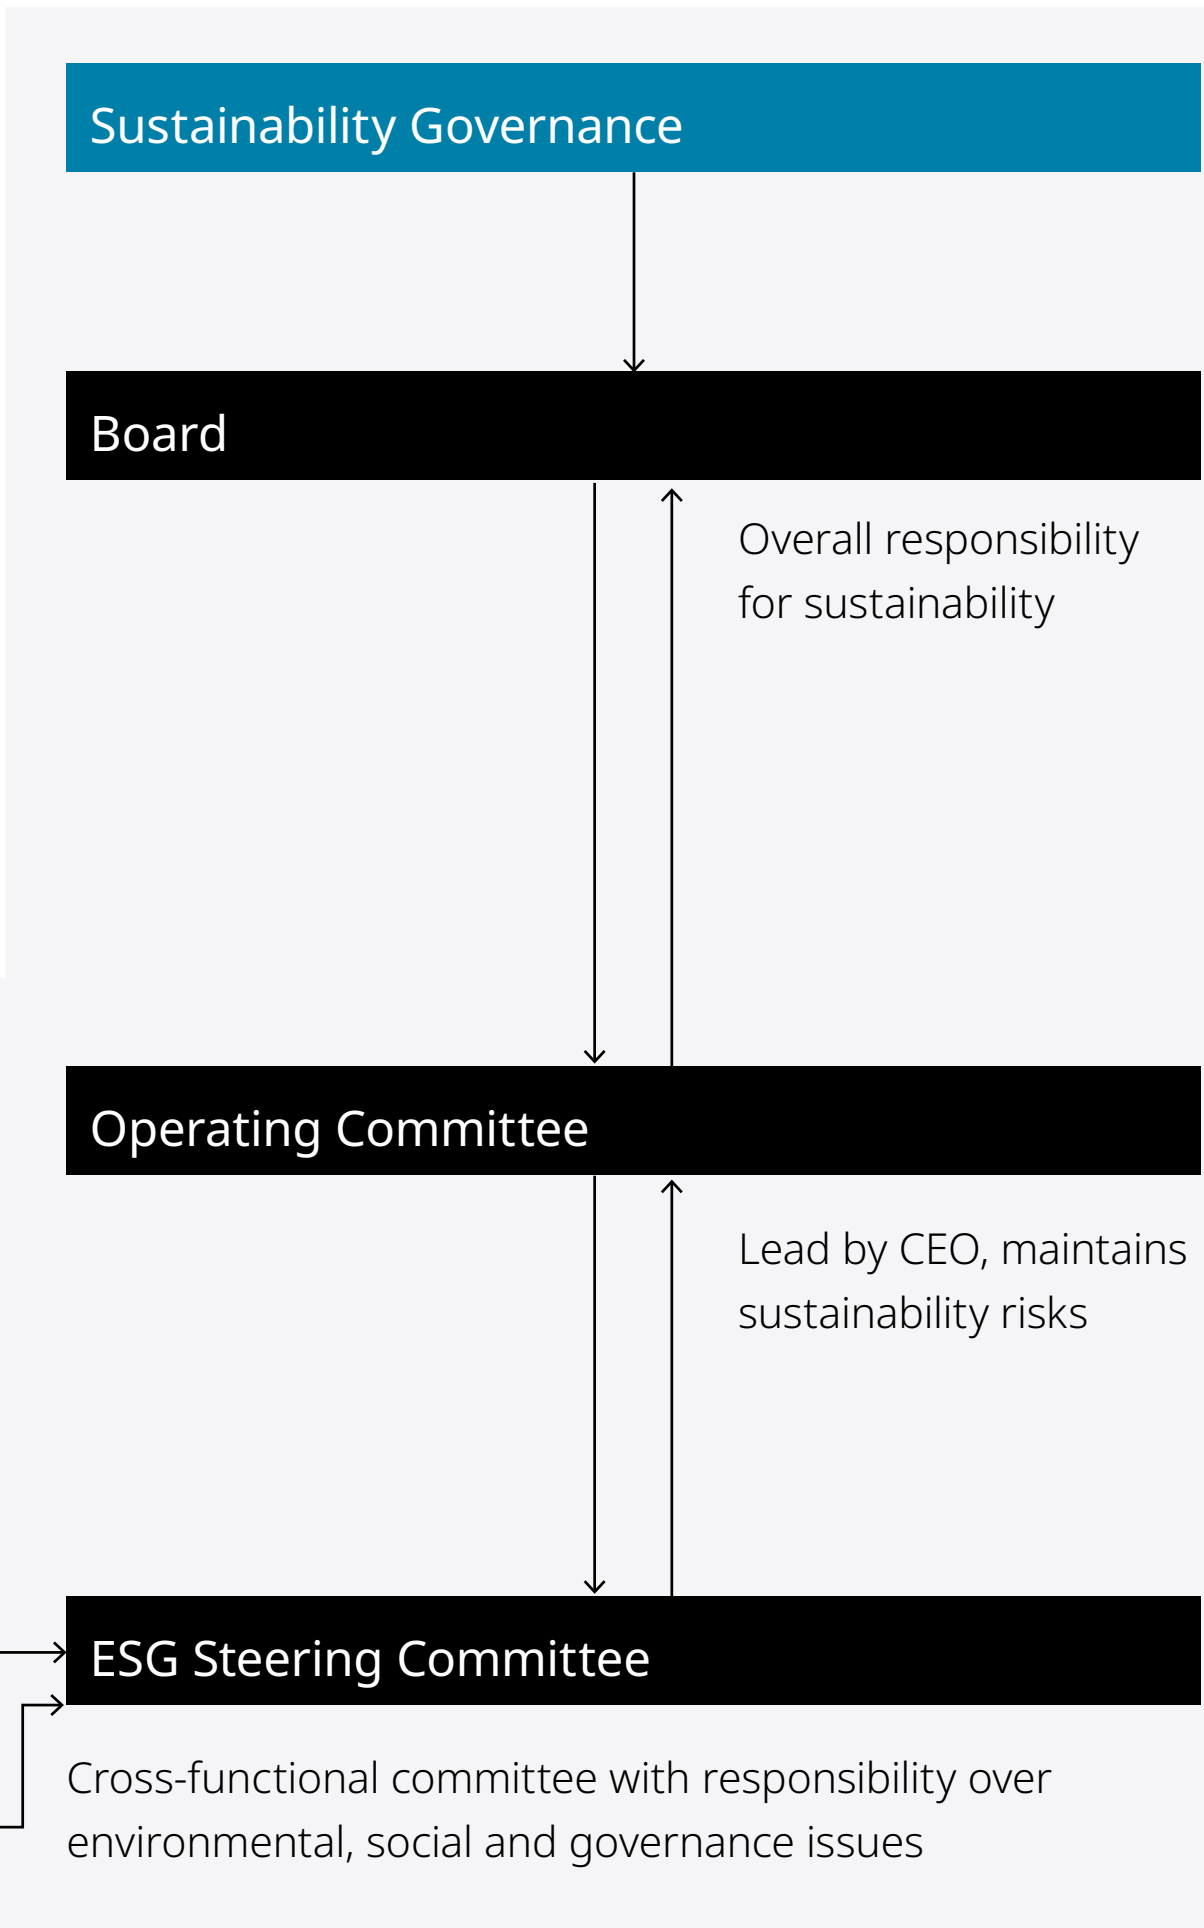 Sustainability Governance
Board
Overall responsibility
for sustainability
Operating Committee
Lead by CEO, maintains
sustainability risks
ESG Steering Committee
Cross-functional committee with responsibility over
environmental, social and governance issues